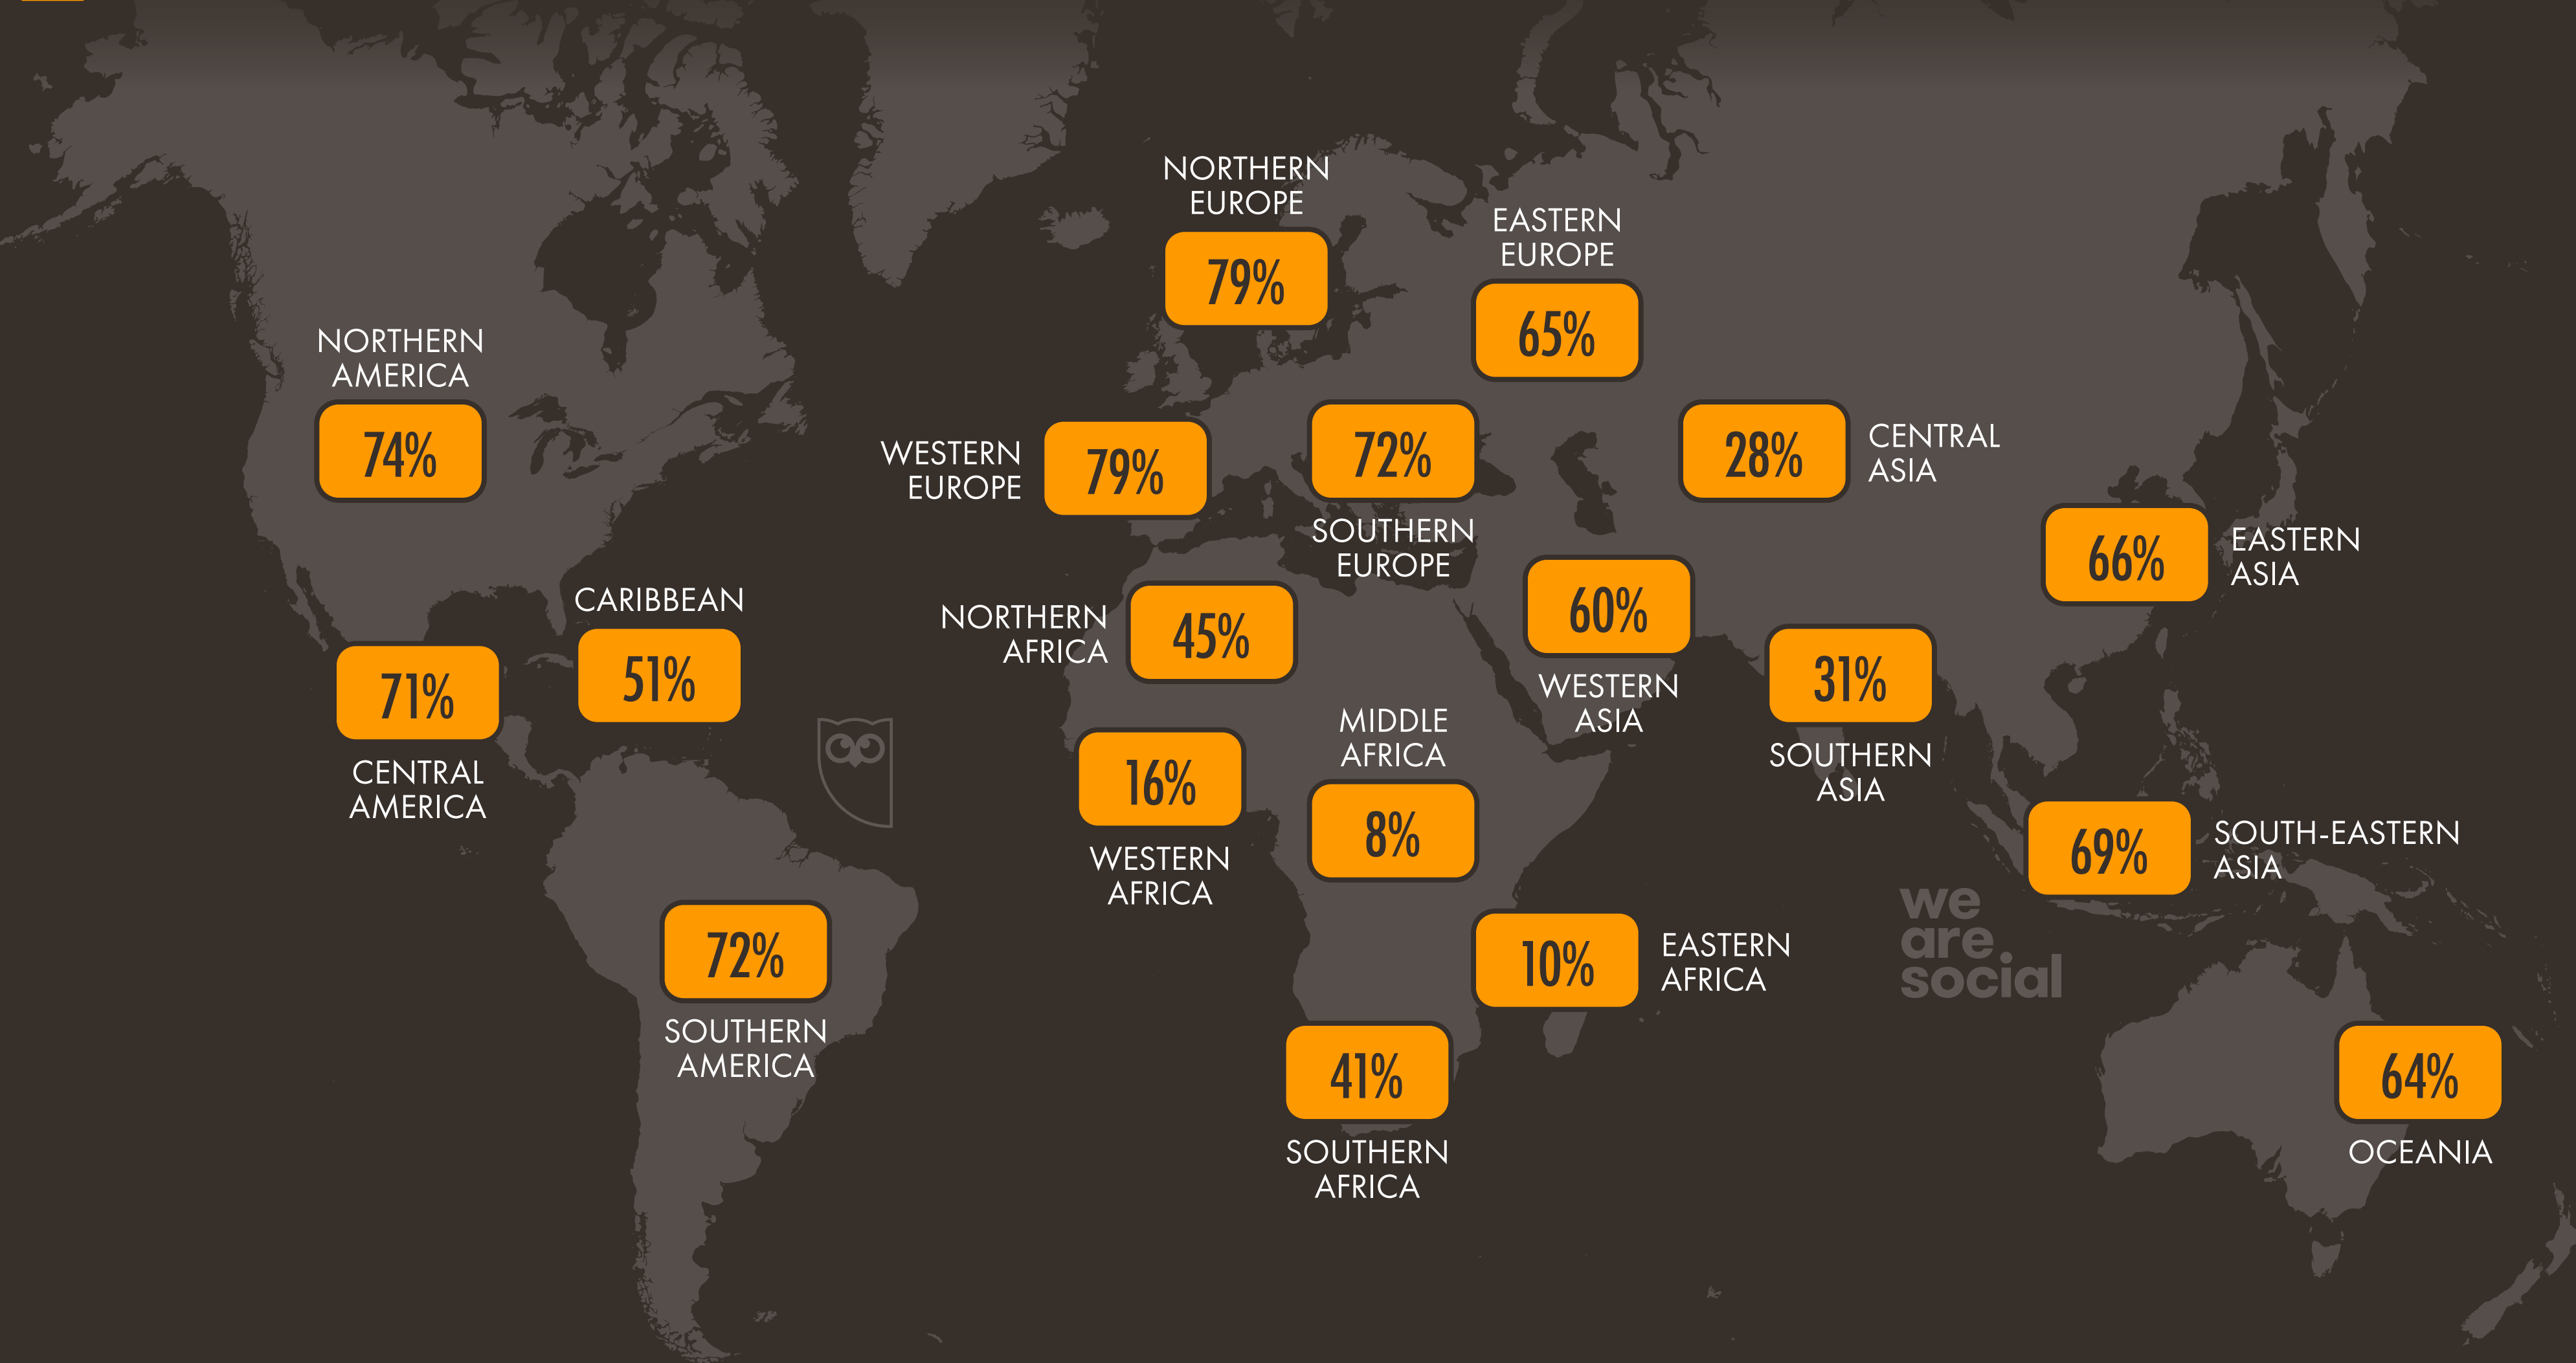 NORTHERN
EUROPE
79%
EASTERN
EUROPE
65%
NORTHERN
AMERICA
74%
WESTERN
EUROPE
79%
72%
SOUTHERN
EUROPE
28%
CENTRAL
ASIA
66%
EASTERN
ASIA
CARIBBEAN
51%
NORTHERN
AFRICA
45%
60%
WESTERN
ASIA
31%
SOUTHERN
ASIA
71%
CENTRAL
AMERICA
16%
WESTERN
AFRICA
MIDDLE
AFRICA
8%
69%
SOUTH-EASTERN
ASIA
we
are
social
72%
SOUTHERN
AMERICA
10%
EASTERN
AFRICA
41%
SOUTHERN
AFRICA
64%
OCEANIA